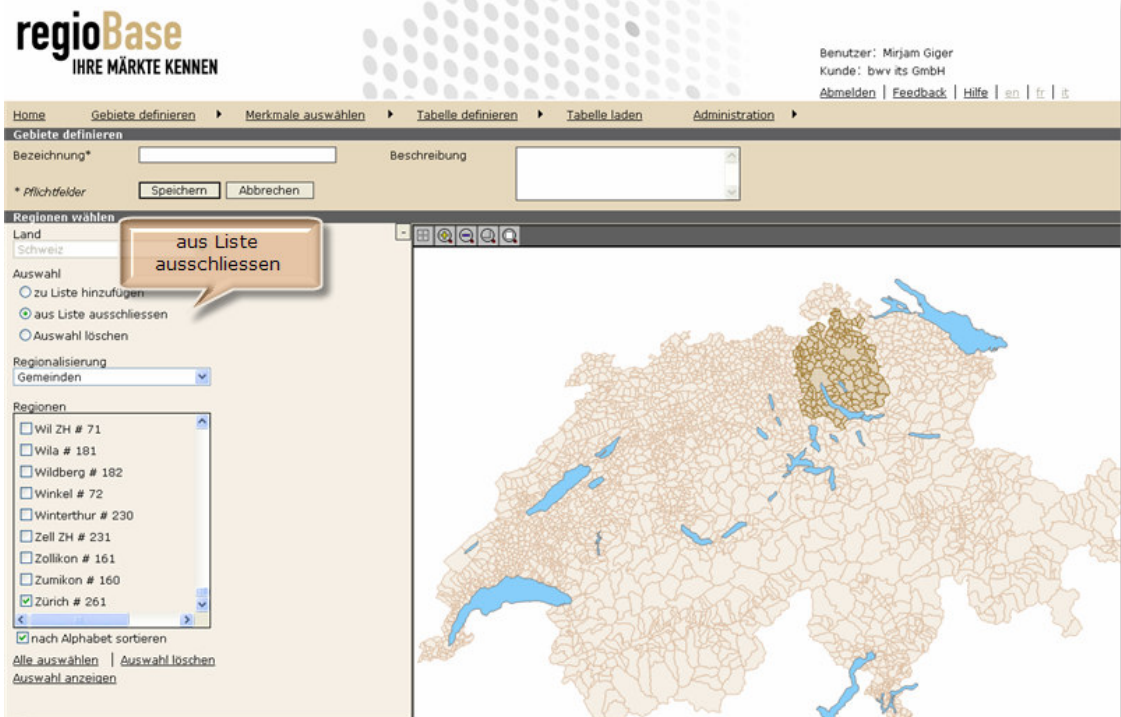 regioBase
IHRE MÄRKTE KENNEN
Benutzer: Mirjam Giger
Kunde: bwv its GmbH
Abmelden | Feedback | Hilfe | en | fr | it
Home Gebiete definieren Merkmale auswählen Tabelle definieren Tabelle laden Administration
Gebiete definieren
Bezeichnung* Beschreibung
* Pflichtfelder Speichern Abbrechen
Regionen wählen
Land
Schweiz
aus Liste
ausschliessen
Auswahl
zu Liste hinzufügen
aus Liste ausschliessen
Auswahl löschen
Regionalisierung
Gemeinden
Regionen
Wil ZH # 71
Wila # 181
Wildberg # 182
Winkel # 72
Winterthur # 230
Zell ZH # 231
Zollikon # 161
Zumikon # 160
Zürich # 261
nach Alphabet sortieren
Alle auswählen | Auswahl löschen
Auswahl anzeigen